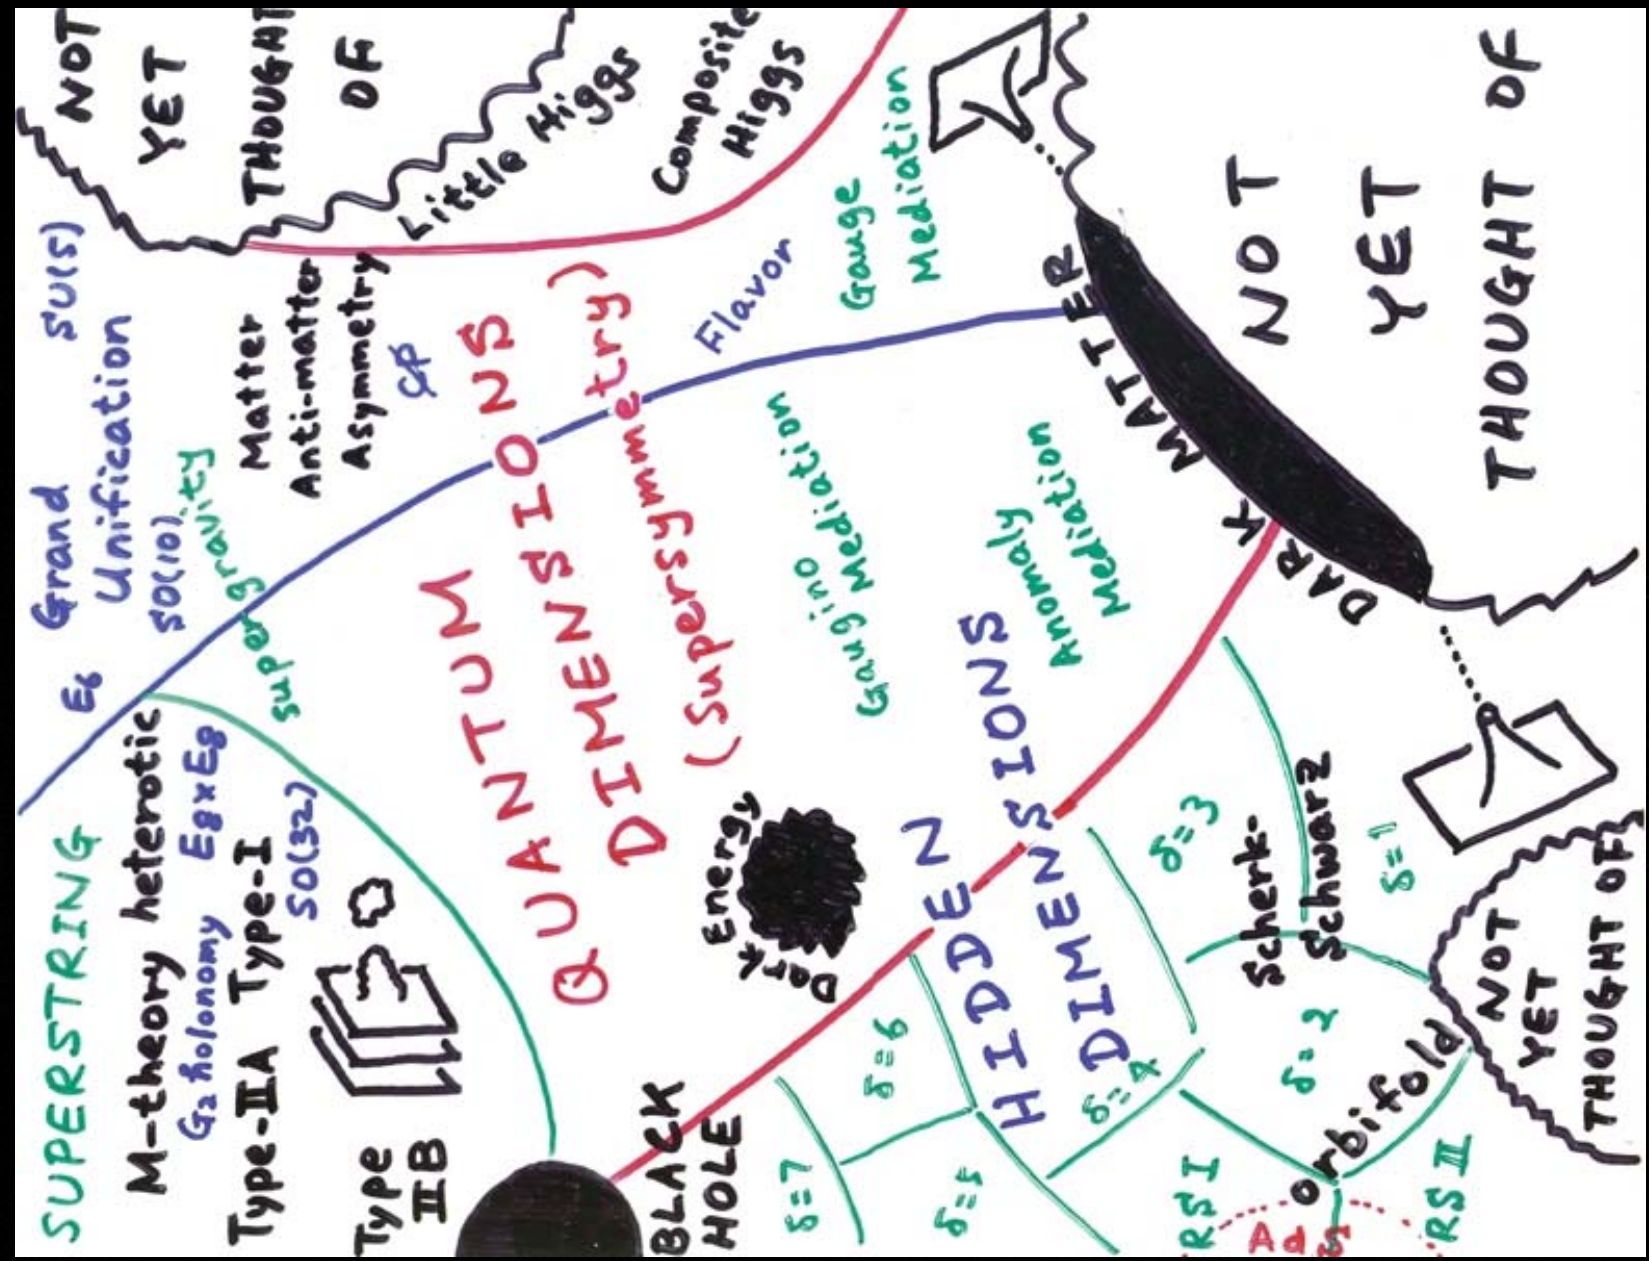 NOT
YET
THOUGHT
OF
Little Higgs
Composite
Higgs
SU(5)
Grand
Unification
SO(10)
E6
Matter
Anti-matter
Asymmetry
CP
supergravity
Flavor
Gauge
Mediation
QUANTUM
DIMENSIONS
(Supersymmetry)
Gaugino
Mediation
Anomaly
Mediation
DARK MATTER
NOT
YET
THOUGHT OF
SUPERSTRING
M-theory heterotic
G2 holonomy E8xE8
Type-IIA Type-I
SO(32)
Type
IIB
Dark Energy
BLACK
HOLE
HIDDEN
DIMENSIONS
δ=7
δ=6
δ=5
δ=4
δ=3
δ=2
δ=1
Scherk-
Schwarz
Orbifold
RS I
AdS
RS II
NOT
YET
THOUGHT OF